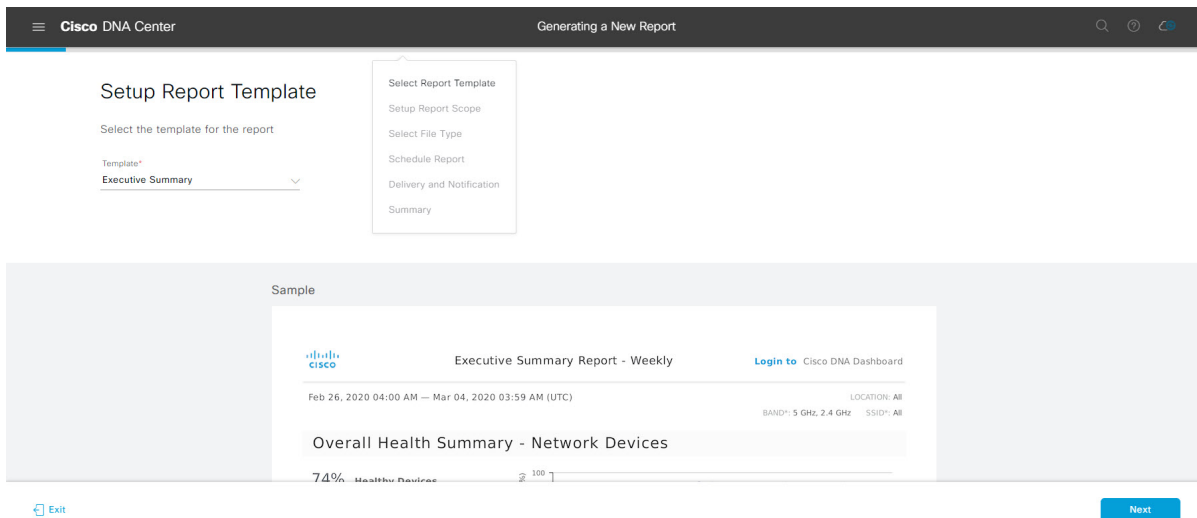 Cisco DNA Center
Generating a New Report
Setup Report Template
Select the template for the report
Template*
Executive Summary
Select Report Template
Setup Report Scope
Select File Type
Schedule Report
Delivery and Notification
Summary
Sample
CISCO
Executive Summary Report - Weekly
Login to Cisco DNA Dashboard
Feb 26, 2020 04:00 AM — Mar 04, 2020 03:59 AM (UTC)
LOCATION: All
BAND*: 5 GHz, 2.4 GHz SSID*: All
Overall Health Summary - Network Devices
74% Healthy Devices
100
Exit
Next